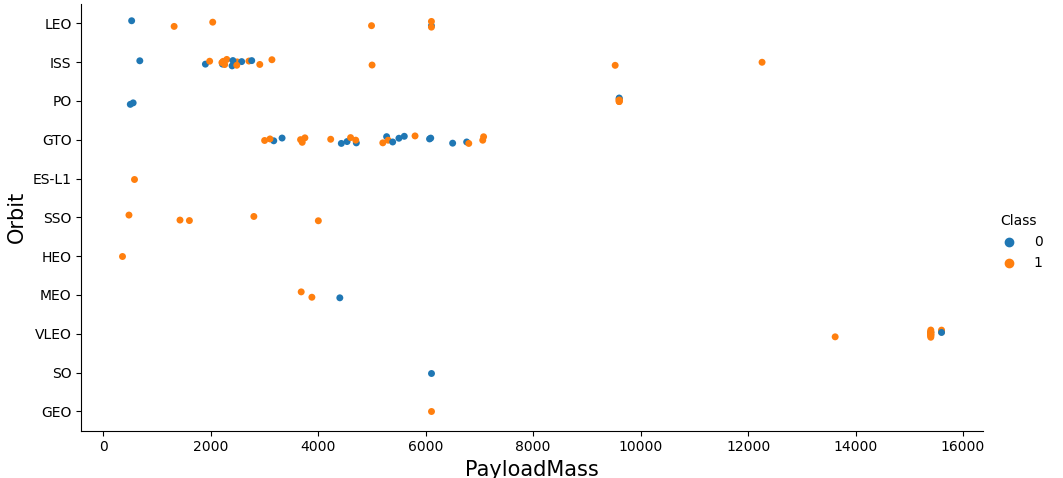 LEO
ISS
PO
GTO
ES-L1
SSO
HEO
MEO
VLEO
SO
GEO
Orbit
0 2000 4000 6000 8000 10000 12000 14000 16000
PayloadMass
Class
0
1